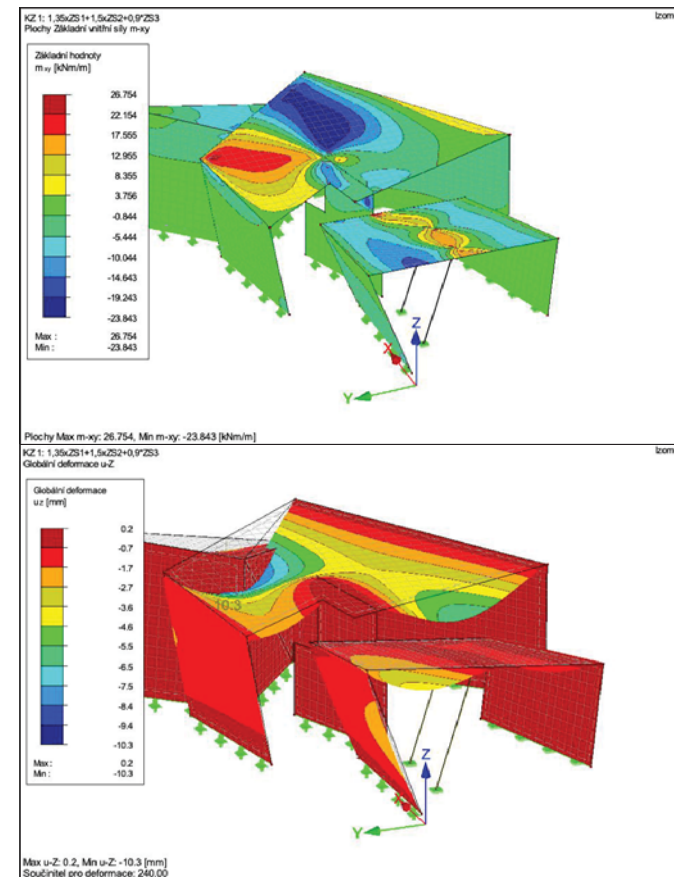 KZ 1: 1,35xZS1+1,5xZS2+0,9*ZS3
Izom
Plochy Základní vnitřní síly m-xy
Základní hodnoty
m xy [kNm/m]
26.754
22.154
17.555
12.955
8.355
3.756
-0.844
-5.444
-10.044
-14.643
-19.243
-23.843
Max : 26.754
Min : -23.843
Z
X
Y
Plochy Max m-xy: 26.754, Min m-xy: -23.843 [kNm/m]
KZ 1: 1,35xZS1+1,5xZS2+0,9*ZS3
Izom
Globální deformace u-Z
Globální deformace
u z [mm]
0.2
-0.7
-1.7
-2.7
-3.6
-4.6
-5.5
-6.5
-7.5
-8.4
-9.4
-10.3
Max : 0.2
Min : -10.3
-10.3
Z
X
Y
Max u-Z: 0.2, Min u-Z: -10.3 [mm]
Součinitel pro deformace: 240.00